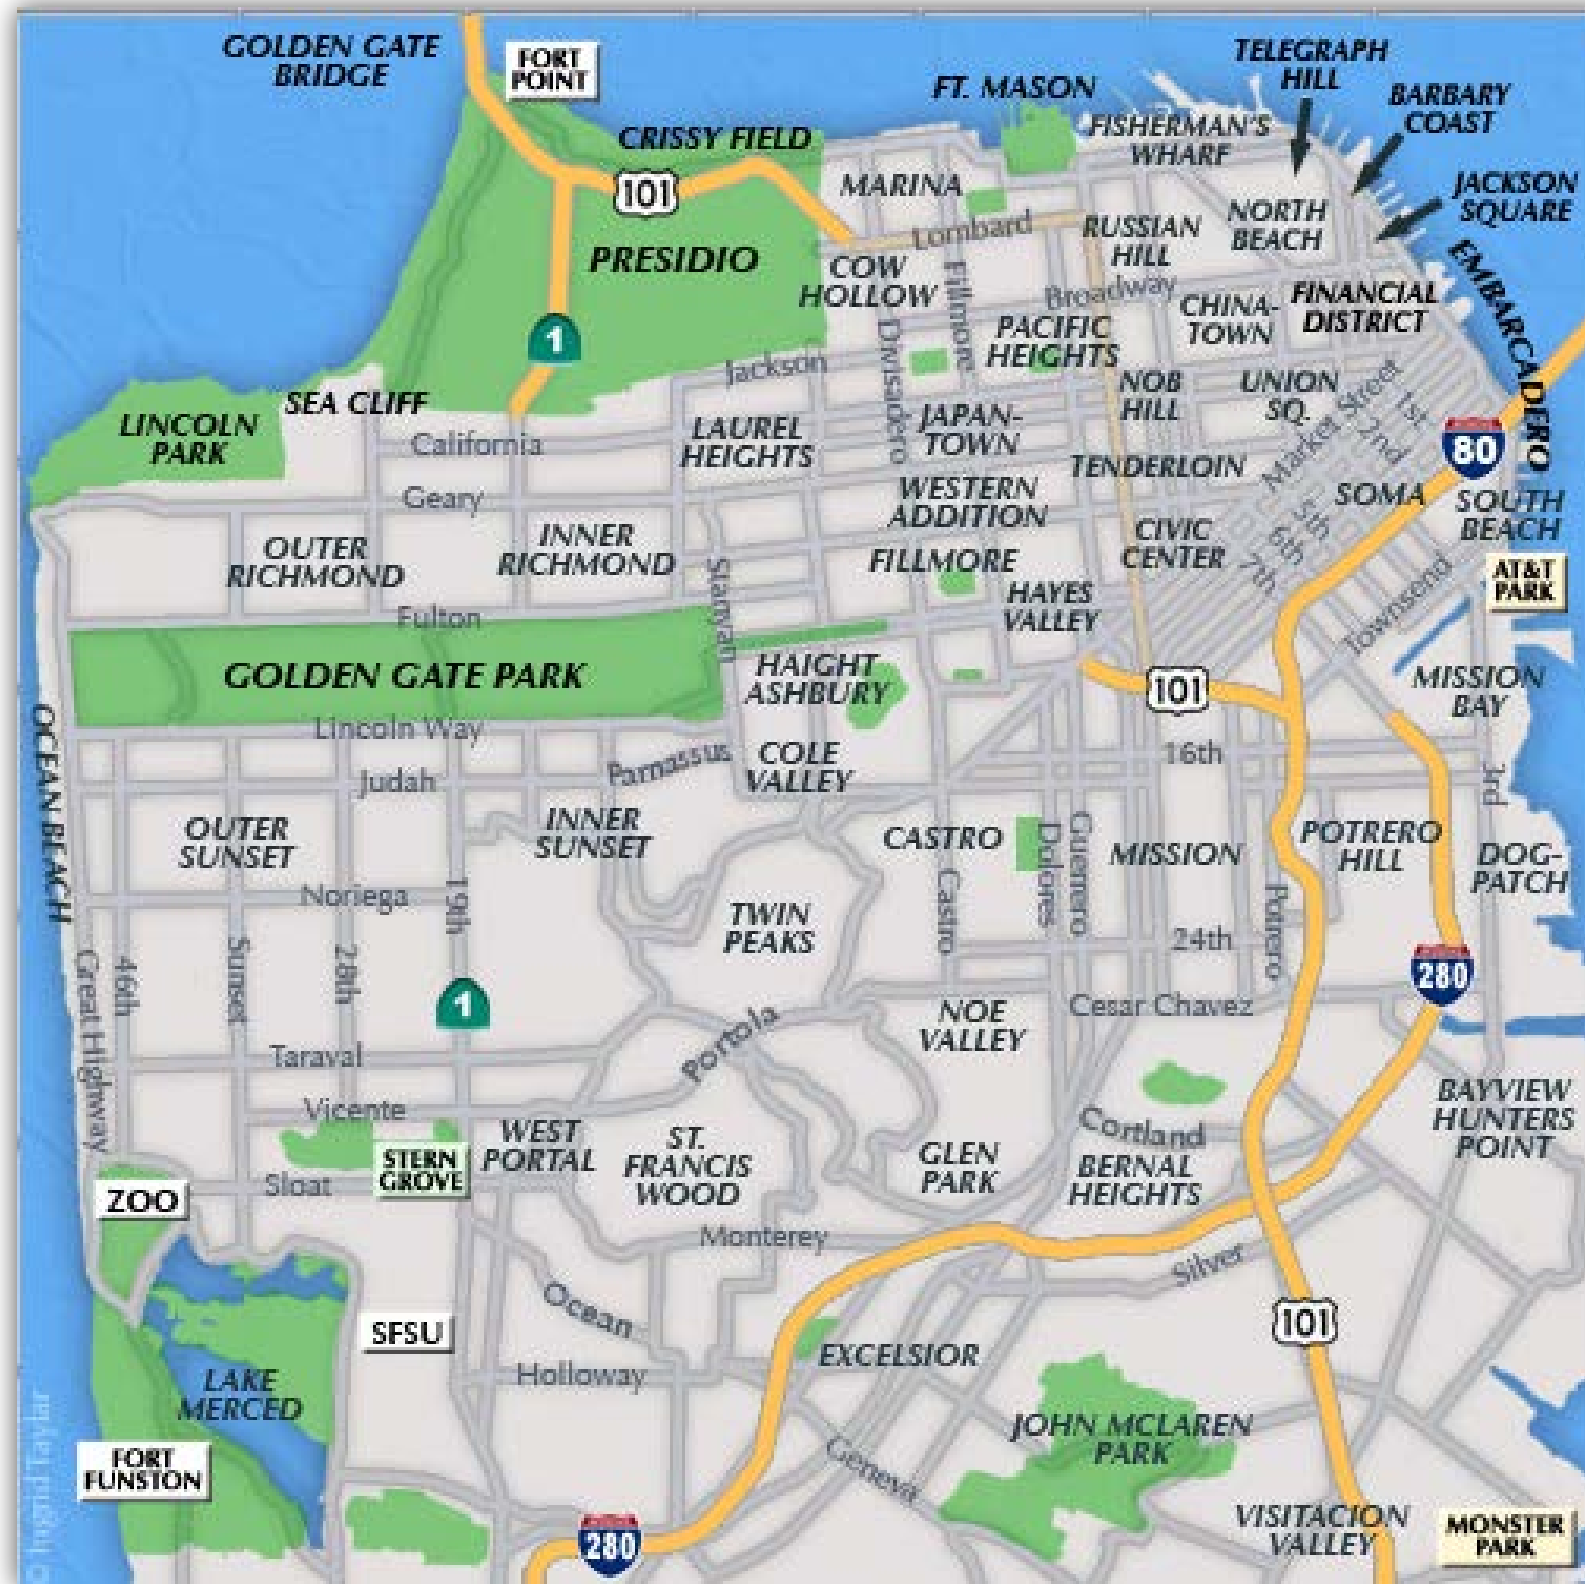 GOLDEN GATE
BRIDGE
FORT
POINT
FT. MASON
TELEGRAPH
HILL
BARBARY
COAST
CRISSY FIELD
FISHERMAN'S
WHARF
101
MARINA
JACKSON
SQUARE
NORTH
BEACH
RUSSIAN
HILL
Lombard
PRESIDIO
COW
HOLLOW
Fillmore
Broadway
CHINA-
TOWN
FINANCIAL
DISTRICT
EMBARCADERO
1
PACIFIC
HEIGHTS
Divisadero
Jackson
NOB
HILL
UNION
SQ.
Market Street
1st
2nd
SEA CLIFF
LINCOLN
PARK
California
LAUREL
HEIGHTS
JAPAN-
TOWN
80
TENDERLOIN
Geary
WESTERN
ADDITION
SOMA
SOUTH
BEACH
5th
6th
7th
OUTER
RICHMOND
INNER
RICHMOND
CIVIC
CENTER
FILLMORE
Stanyan
HAYES
VALLEY
AT&T
PARK
Townsend
Fulton
GOLDEN GATE PARK
HAIGHT
ASHBURY
101
MISSION
BAY
Lincoln Way
OCEAN BEACH
Judah
Parnassus
COLE
VALLEY
16th
3rd
OUTER
SUNSET
INNER
SUNSET
CASTRO
Dolores
Guerrero
MISSION
POTRERO
HILL
DOG-
PATCH
Noriega
19th
TWIN
PEAKS
Castro
24th
Potrero
280
Great Highway
46th
Sunset
28th
1
NOE
VALLEY
Cesar Chavez
Portola
Taraval
Vicente
WEST
PORTAL
ST.
FRANCIS
WOOD
GLEN
PARK
Cortland
BERNAL
HEIGHTS
BAYVIEW
HUNTERS
POINT
STERN
GROVE
Sloat
ZOO
Monterey
Silver
Ocean
SFSU
101
Holloway
EXCELSIOR
LAKE
MERCED
JOHN MCLAREN
PARK
Geneva
FORT
FUNSTON
280
VISITACION
VALLEY
MONSTER
PARK
© Ingrid Taylar